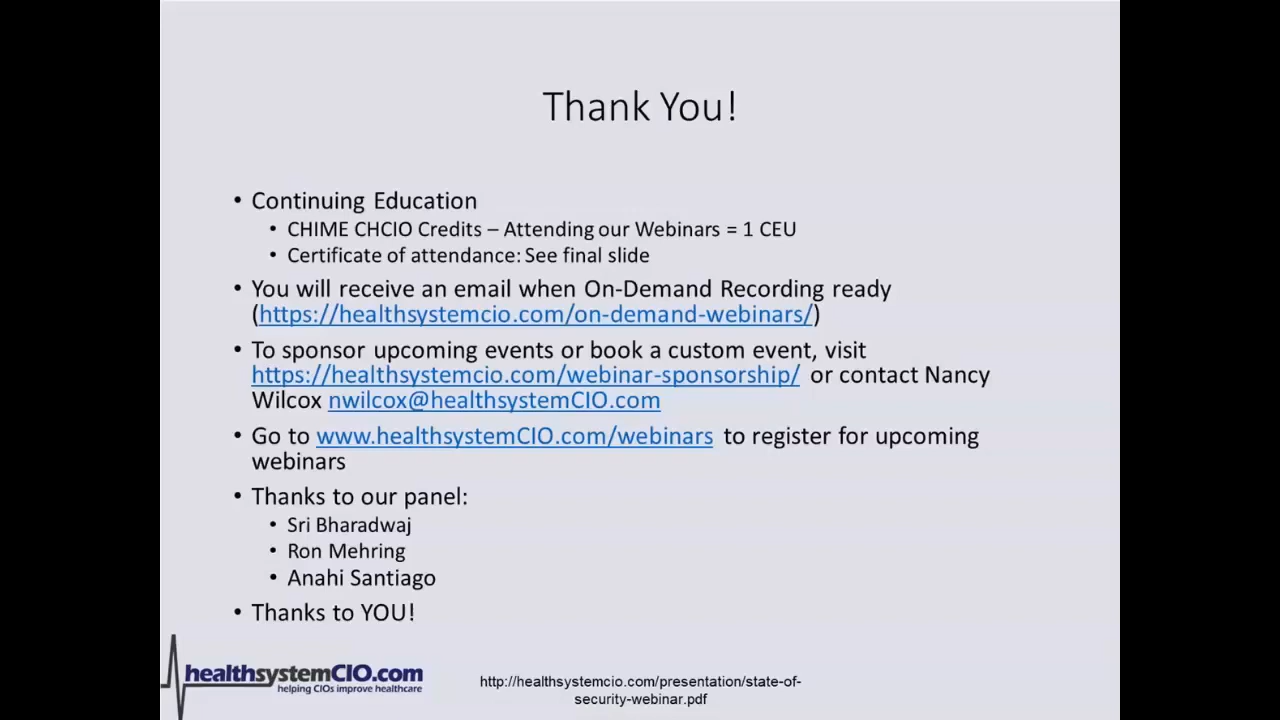 Thank You!
• Continuing Education
• CHIME CHCIO Credits – Attending our Webinars = 1 CEU
• Certificate of attendance: See final slide
• You will receive an email when On-Demand Recording ready
(https://healthsystemcio.com/on-demand-webinars/)
• To sponsor upcoming events or book a custom event, visit
https://healthsystemcio.com/webinar-sponsorship/ or contact Nancy
Wilcox nwilcox@healthsystemCIO.com
• Go to www.healthsystemCIO.com/webinars to register for upcoming
webinars
• Thanks to our panel:
• Sri Bharadwaj
• Ron Mehring
• Anahi Santiago
• Thanks to YOU!
healthsystemCIO.com
helping CIOs improve healthcare
http://healthsystemcio.com/presentation/state-of-
security-webinar.pdf